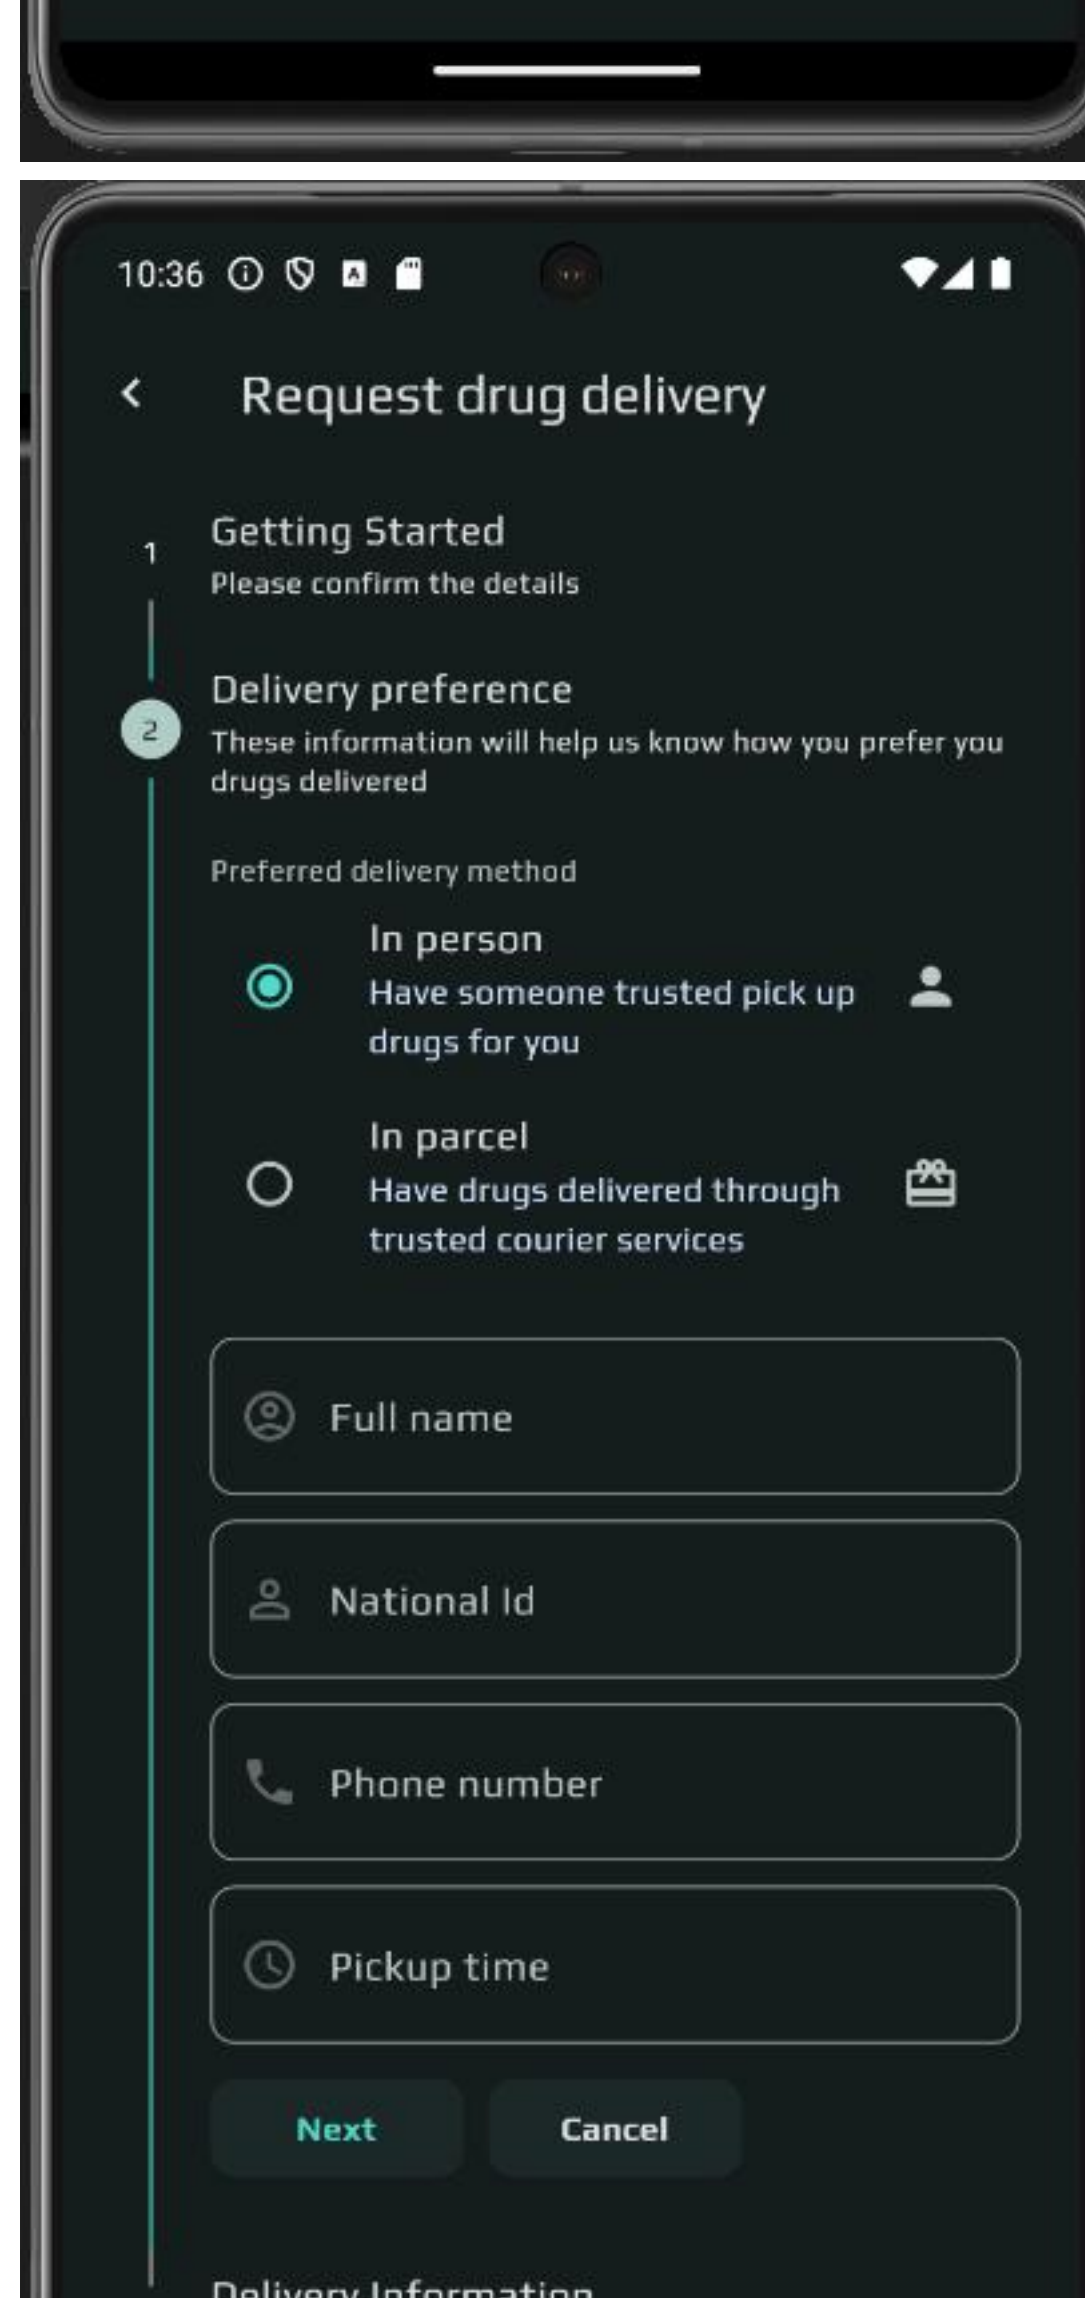 10:36
Request drug delivery
1
Getting Started
Please confirm the details
2
Delivery preference
These information will help us know how you prefer you
drugs delivered
Preferred delivery method
In person
Have someone trusted pick up
drugs for you
In parcel
Have drugs delivered through
trusted courier services
Full name
National Id
Phone number
Pickup time
Next
Cancel
Delivery Information